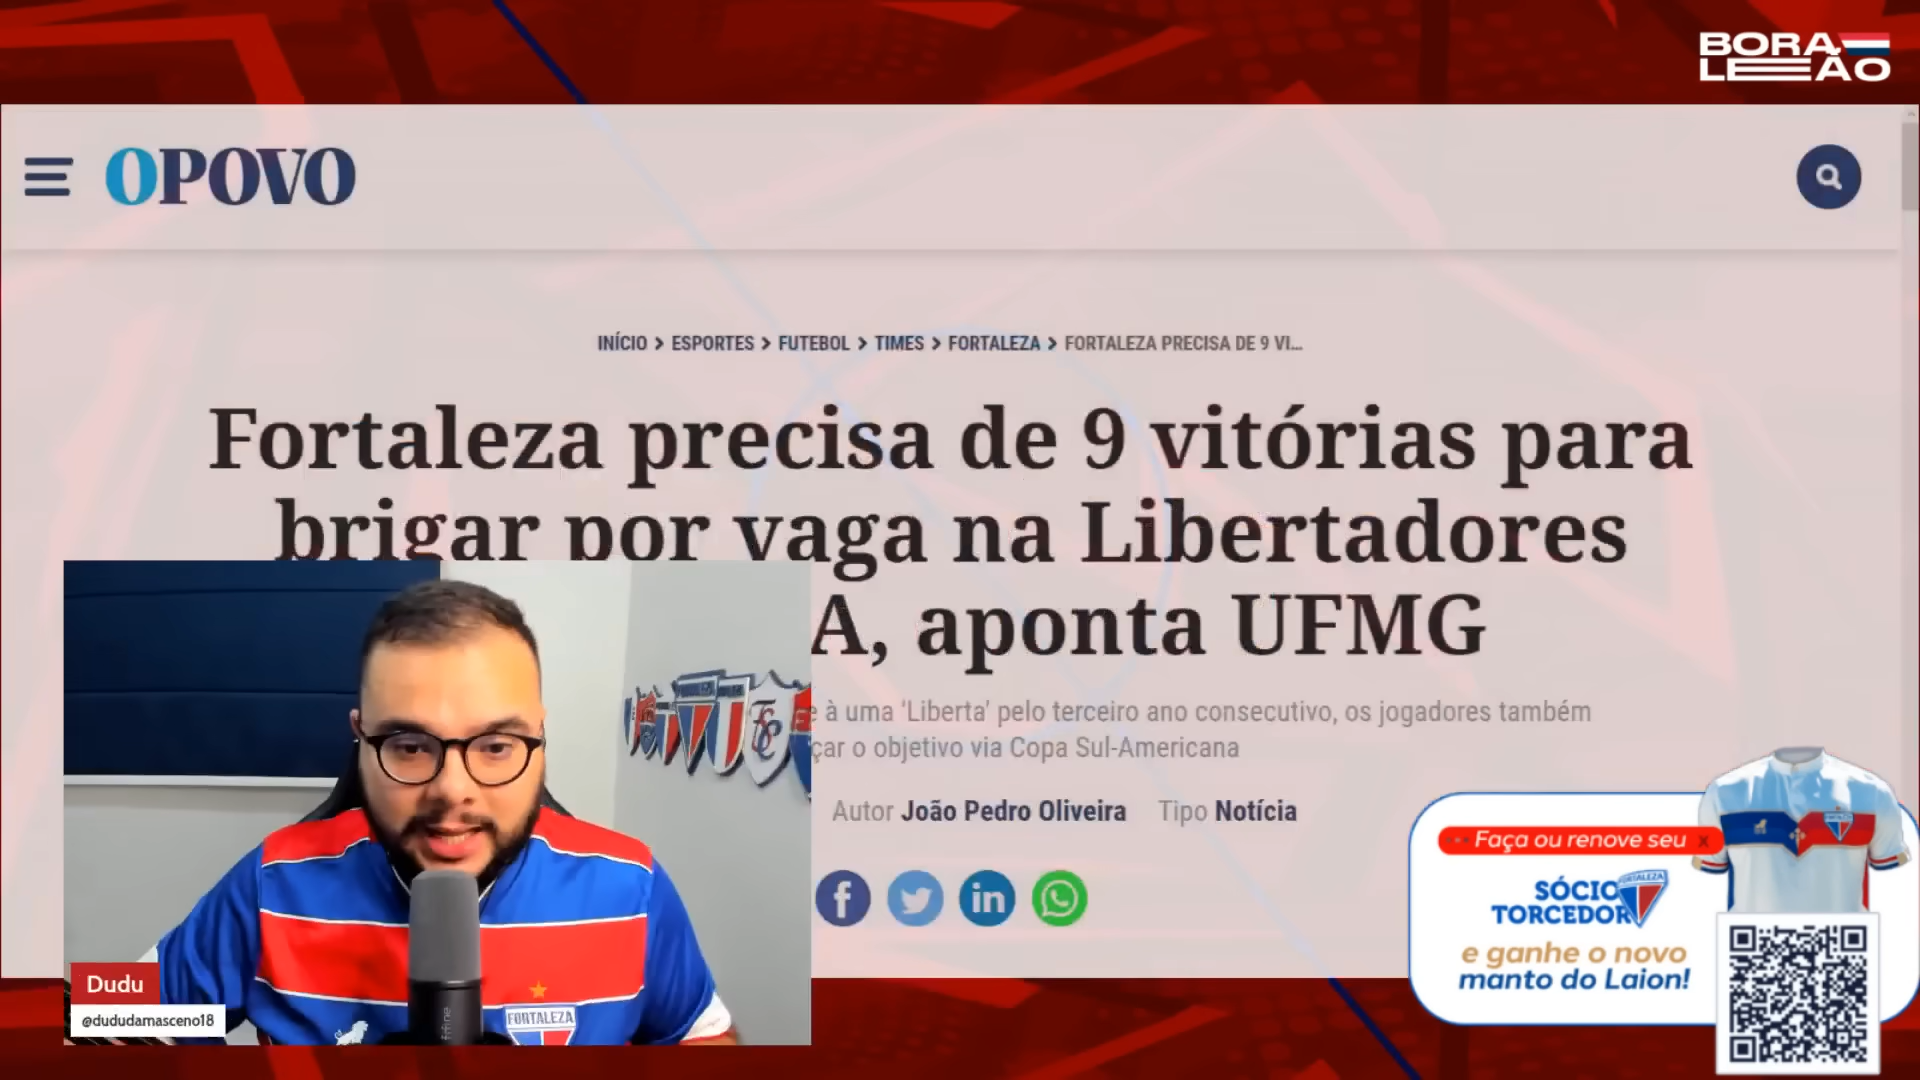 BORA
LEÃO
OPOVO
INÍCIO > ESPORTES > FUTEBOL > TIMES > FORTALEZA > FORTALEZA PRECISA DE 9 VI...
Fortaleza precisa de 9 vitórias para
brigar por vaga na Libertadores
A, aponta UFMG
à uma 'Liberta' pelo terceiro ano consecutivo, os jogadores também
çar o objetivo via Copa Sul-Americana
Autor João Pedro Oliveira Tipo Notícia
Faça ou renove seu x
SÓCIO
TORCEDOR
FORTALEZA
e ganhe o novo
manto do Laion!
Dudu
@dududamasceno18
FORTALEZA
fifine